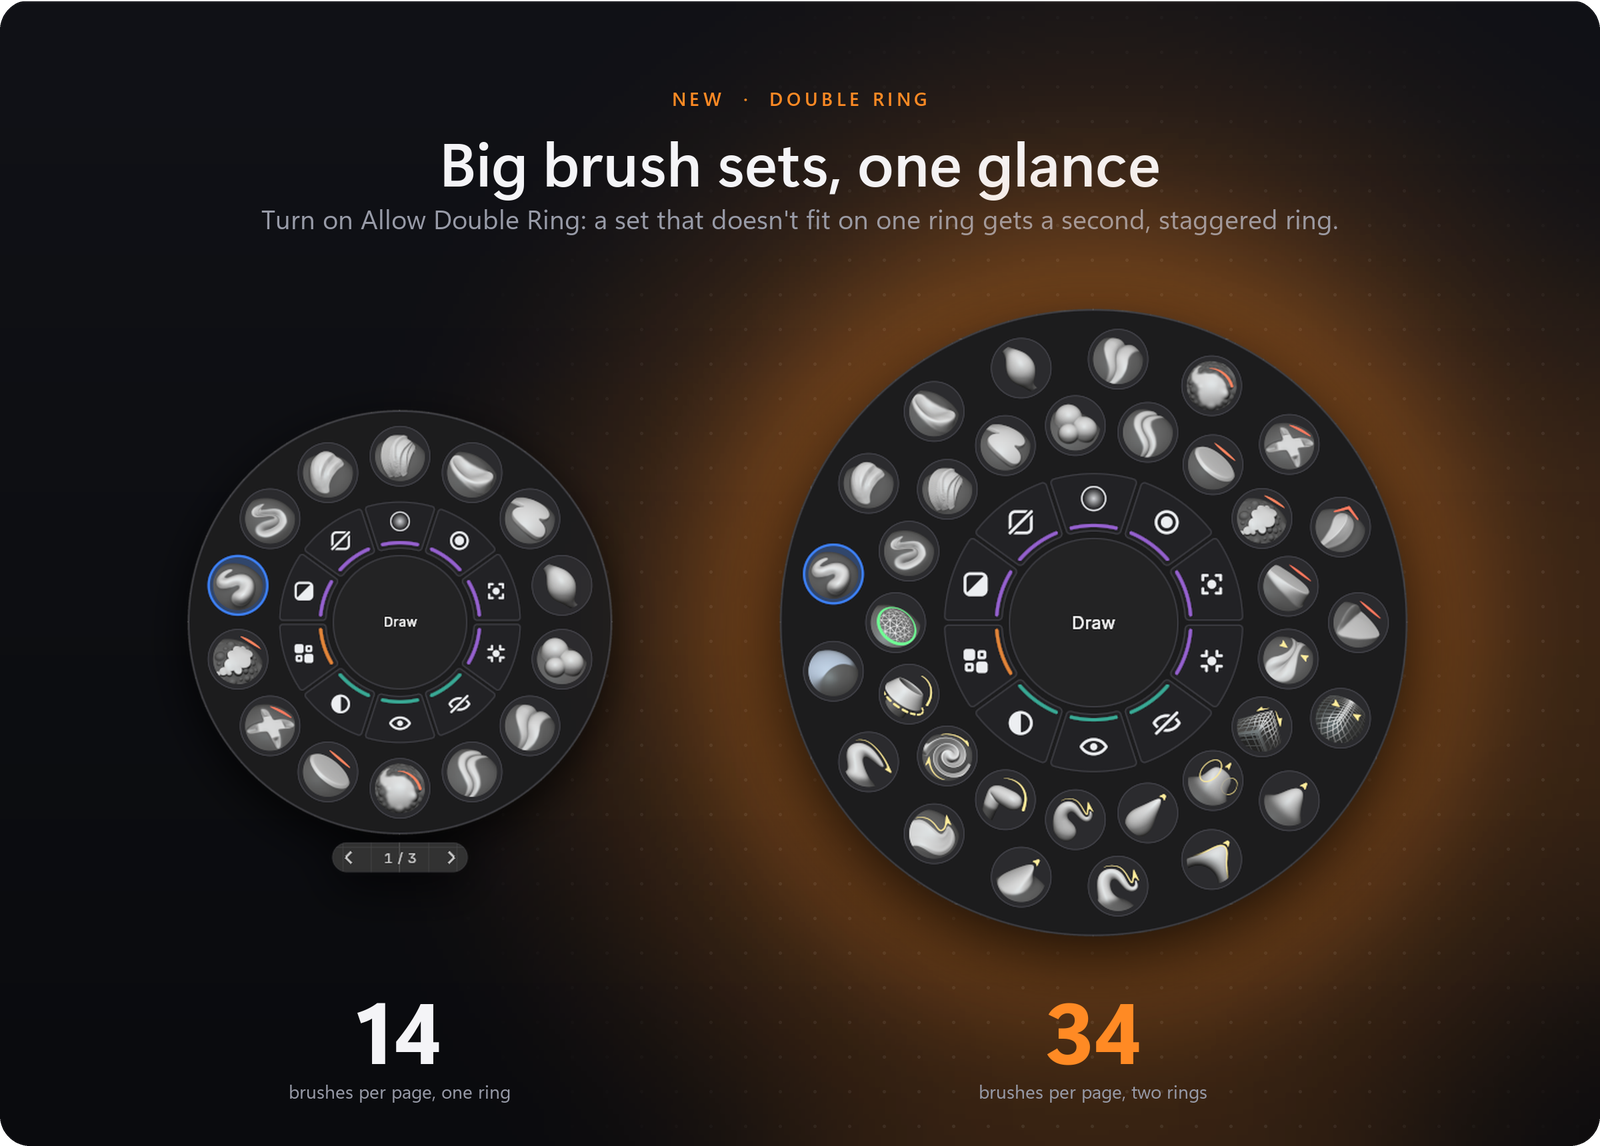 NEW · DOUBLE RING
Big brush sets, one glance
Turn on Allow Double Ring: a set that doesn't fit on one ring gets a second, staggered ring.
Draw
Draw
1 / 3
14
34
brushes per page, one ring
brushes per page, two rings